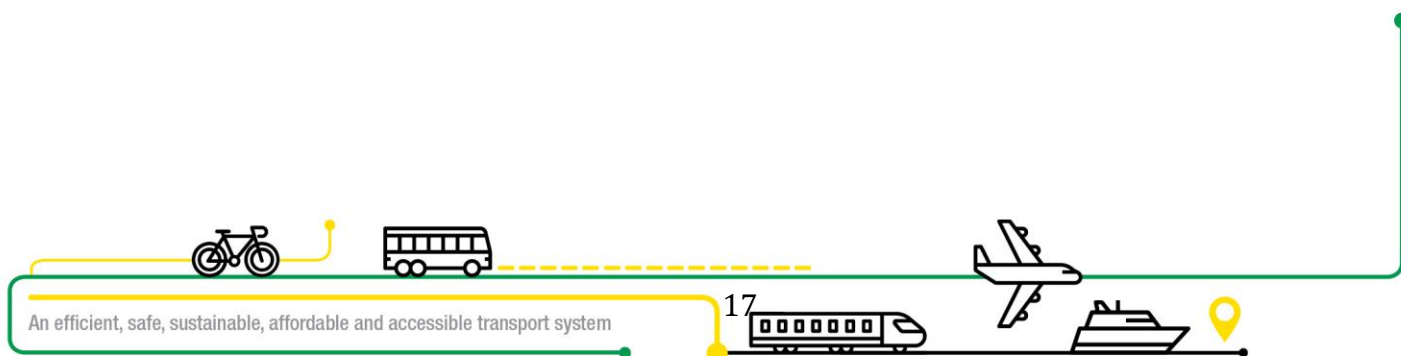 17
An efficient, safe, sustainable, affordable and accessible transport system